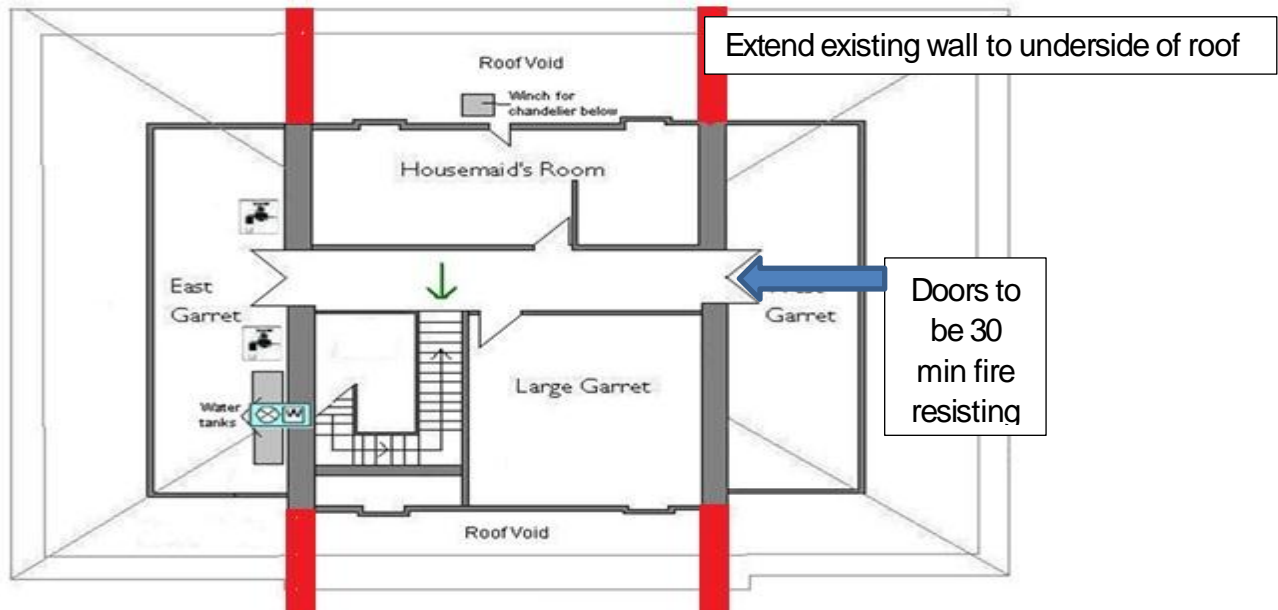 Extend existing wall to underside of roof
Roof Void
Winch for
chandelier below
Housemaid's Room
East
Garret
Garret
Doors to
be 30
min fire
resisting
Large Garret
Water
tanks
W
Roof Void